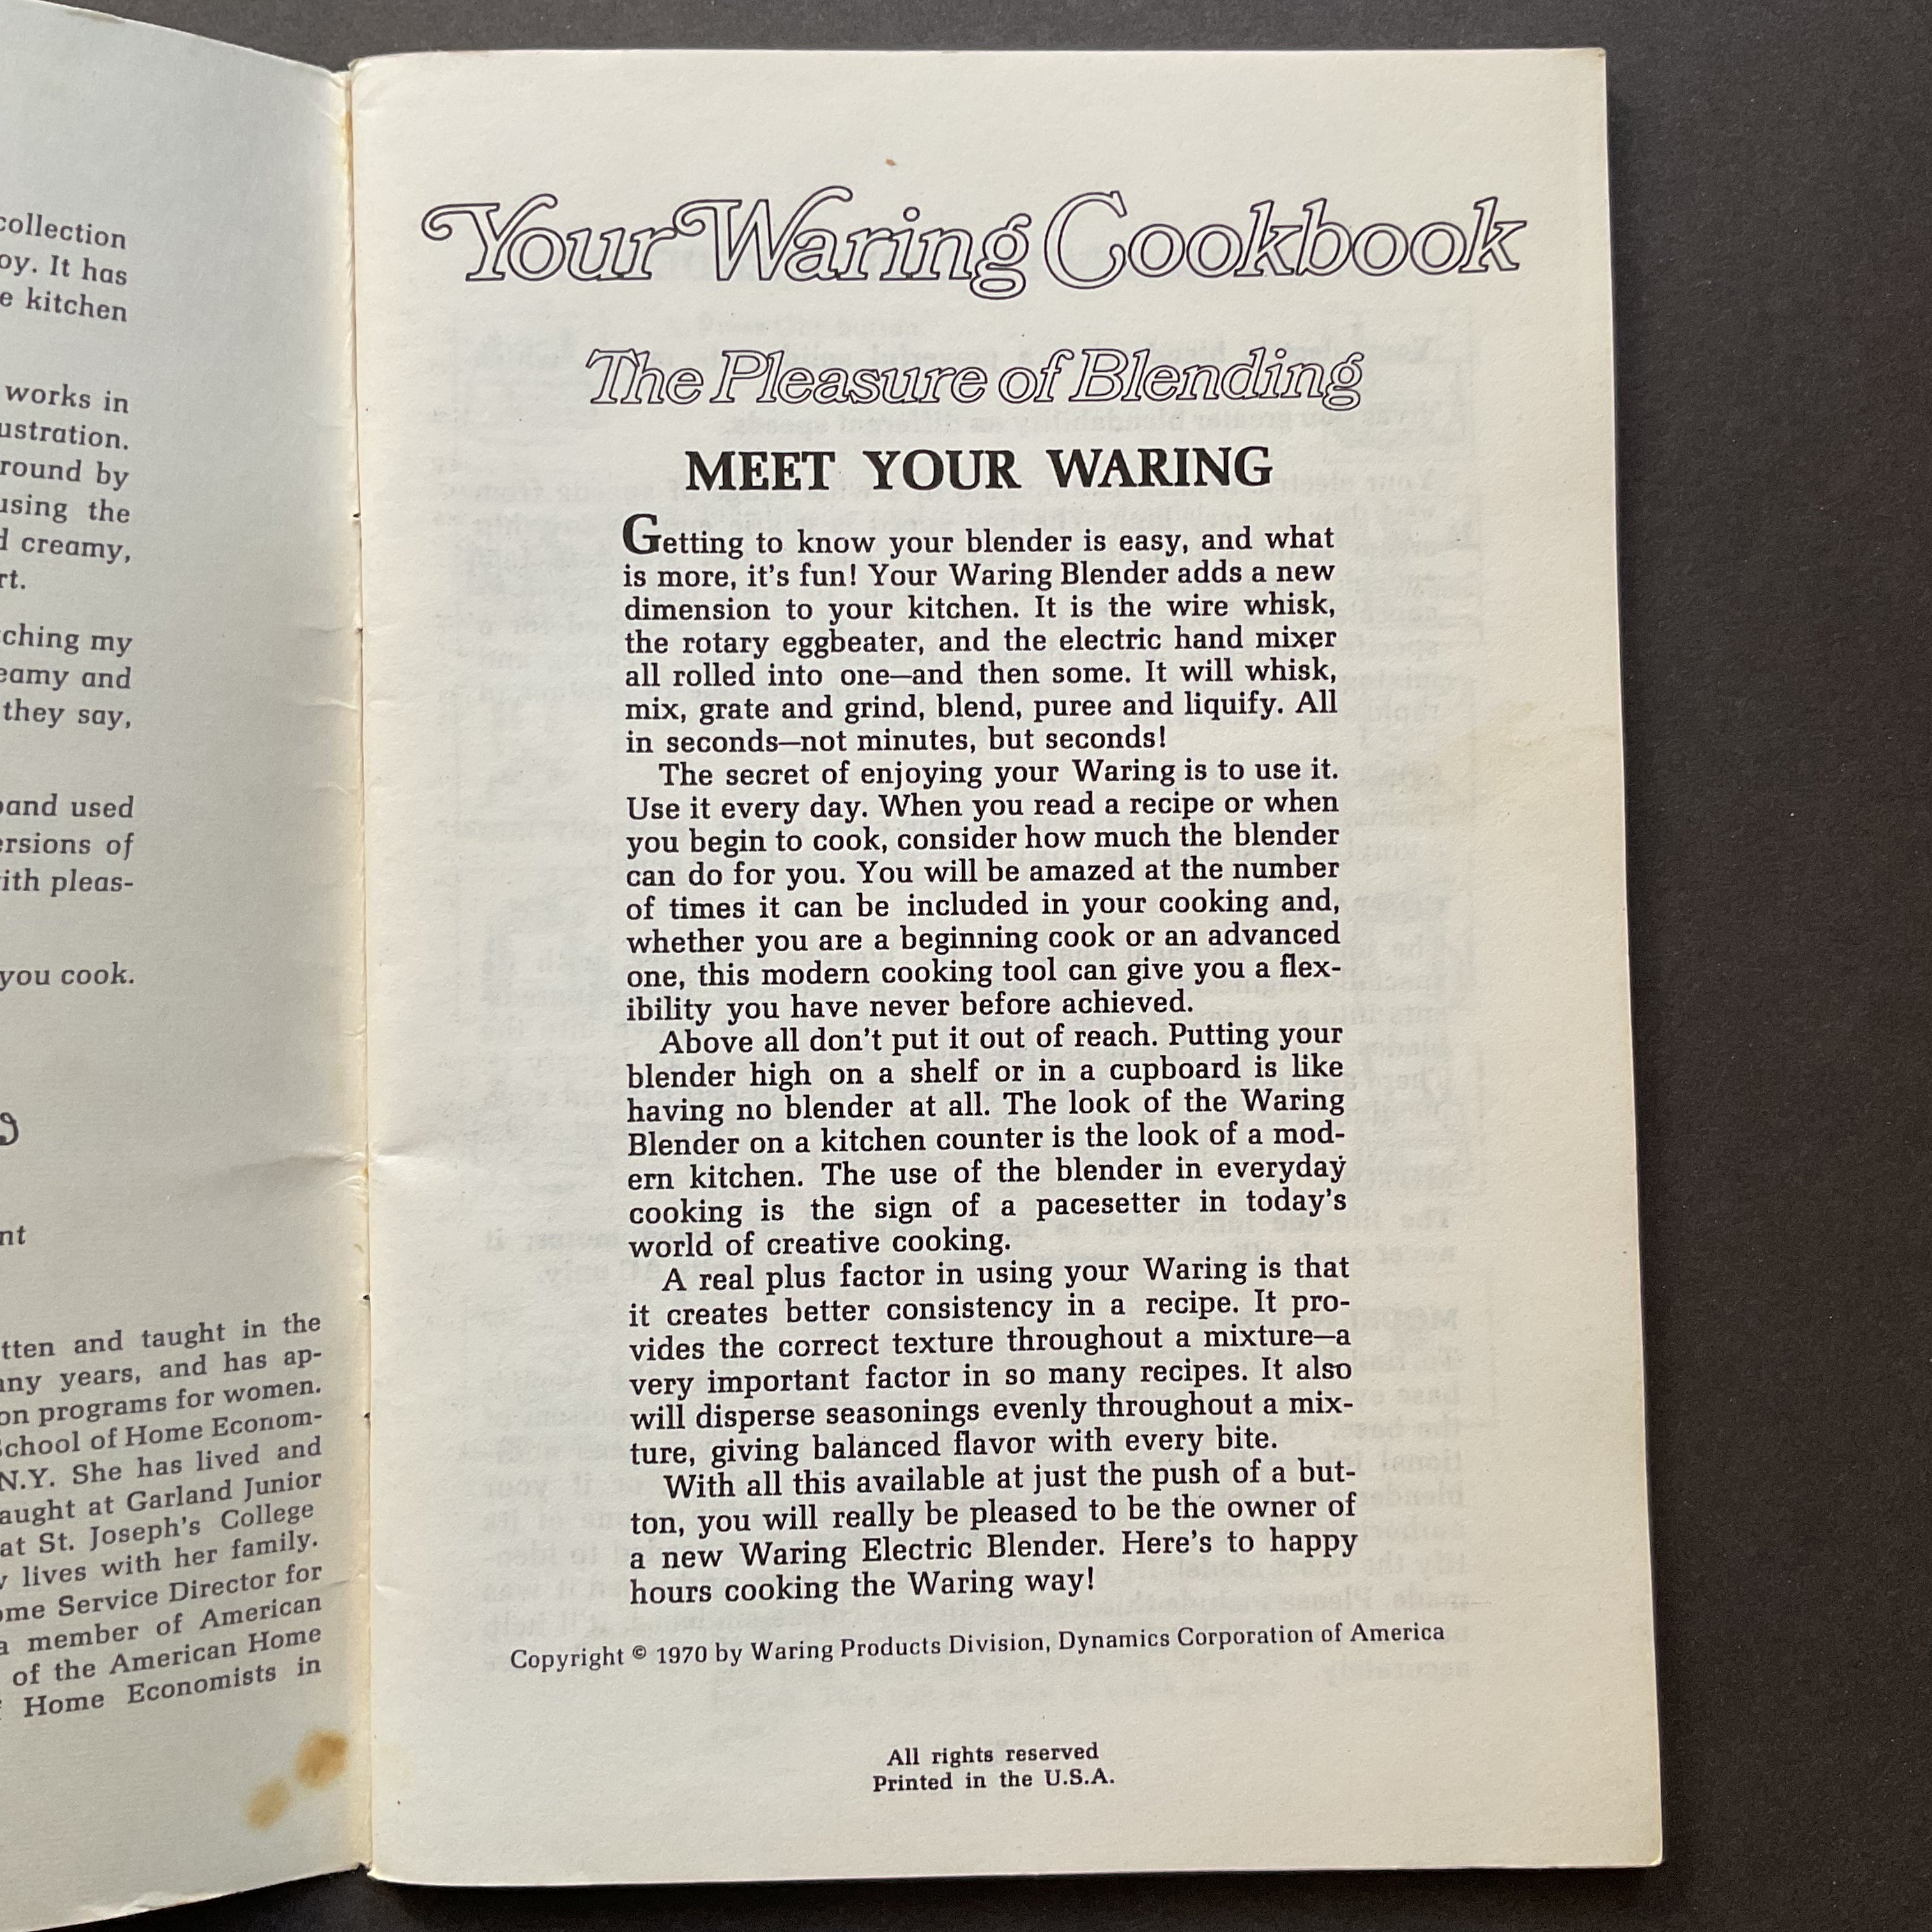 collection
oy. It has
e kitchen
works in
ustration.
round by
using the
d creamy,
rt.
ching my
eamy and
they say,
and used
ersions of
ith pleas-
you cook.
nt
tten and taught in the
any years, and has ap-
on programs for women.
School of Home Econom-
N.Y. She has lived and
aught at Garland Junior
at St. Joseph's College
lives with her family.
ome Service Director for
a member of American
of the American Home
Home Economists in
Your Waring Cookbook
The Pleasure of Blending
MEET YOUR WARING
Getting to know your blender is easy, and what
is more, it's fun! Your Waring Blender adds a new
dimension to your kitchen. It is the wire whisk,
the rotary eggbeater, and the electric hand mixer
all rolled into one—and then some. It will whisk,
mix, grate and grind, blend, puree and liquify. All
in seconds—not minutes, but seconds!
The secret of enjoying your Waring is to use it.
Use it every day. When you read a recipe or when
you begin to cook, consider how much the blender
can do for you. You will be amazed at the number
of times it can be included in your cooking and,
whether you are a beginning cook or an advanced
one, this modern cooking tool can give you a flex-
ibility you have never before achieved.
Above all don't put it out of reach. Putting your
blender high on a shelf or in a cupboard is like
having no blender at all. The look of the Waring
Blender on a kitchen counter is the look of a mod-
ern kitchen. The use of the blender in everyday
cooking is the sign of a pacesetter in today's
world of creative cooking.
A real plus factor in using your Waring is that
it creates better consistency in a recipe. It pro-
vides the correct texture throughout a mixture—a
very important factor in so many recipes. It also
will disperse seasonings evenly throughout a mix-
ture, giving balanced flavor with every bite.
With all this available at just the push of a but-
ton, you will really be pleased to be the owner of
a new Waring Electric Blender. Here's to happy
hours cooking the Waring way!
Copyright © 1970 by Waring Products Division, Dynamics Corporation of America
All rights reserved
Printed in the U.S.A.